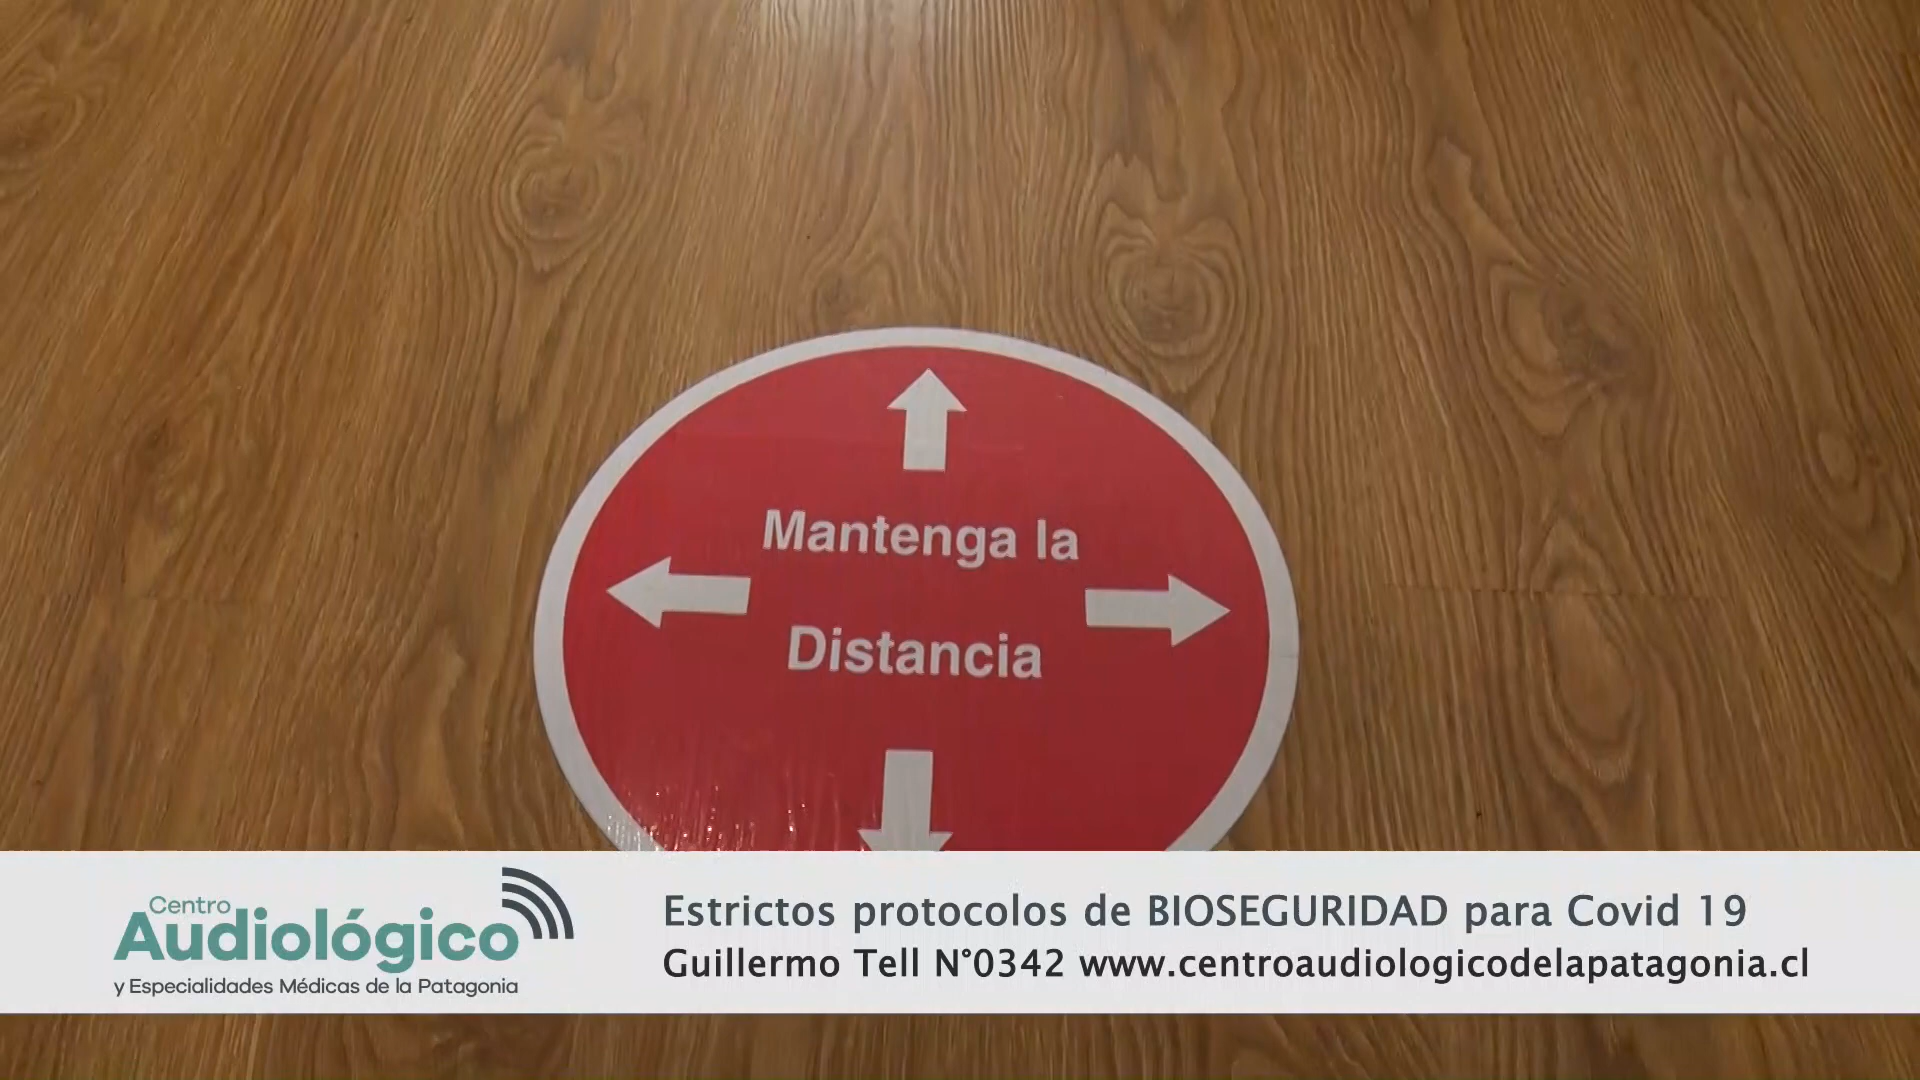 Mantenga la
Distancia
Centro
Audiológico
y Especialidades Médicas de la Patagonia
Estrictos protocolos de BIOSEGURIDAD para Covid 19
Guillermo Tell N°0342 www.centroaudiologicodelapatagonia.cl